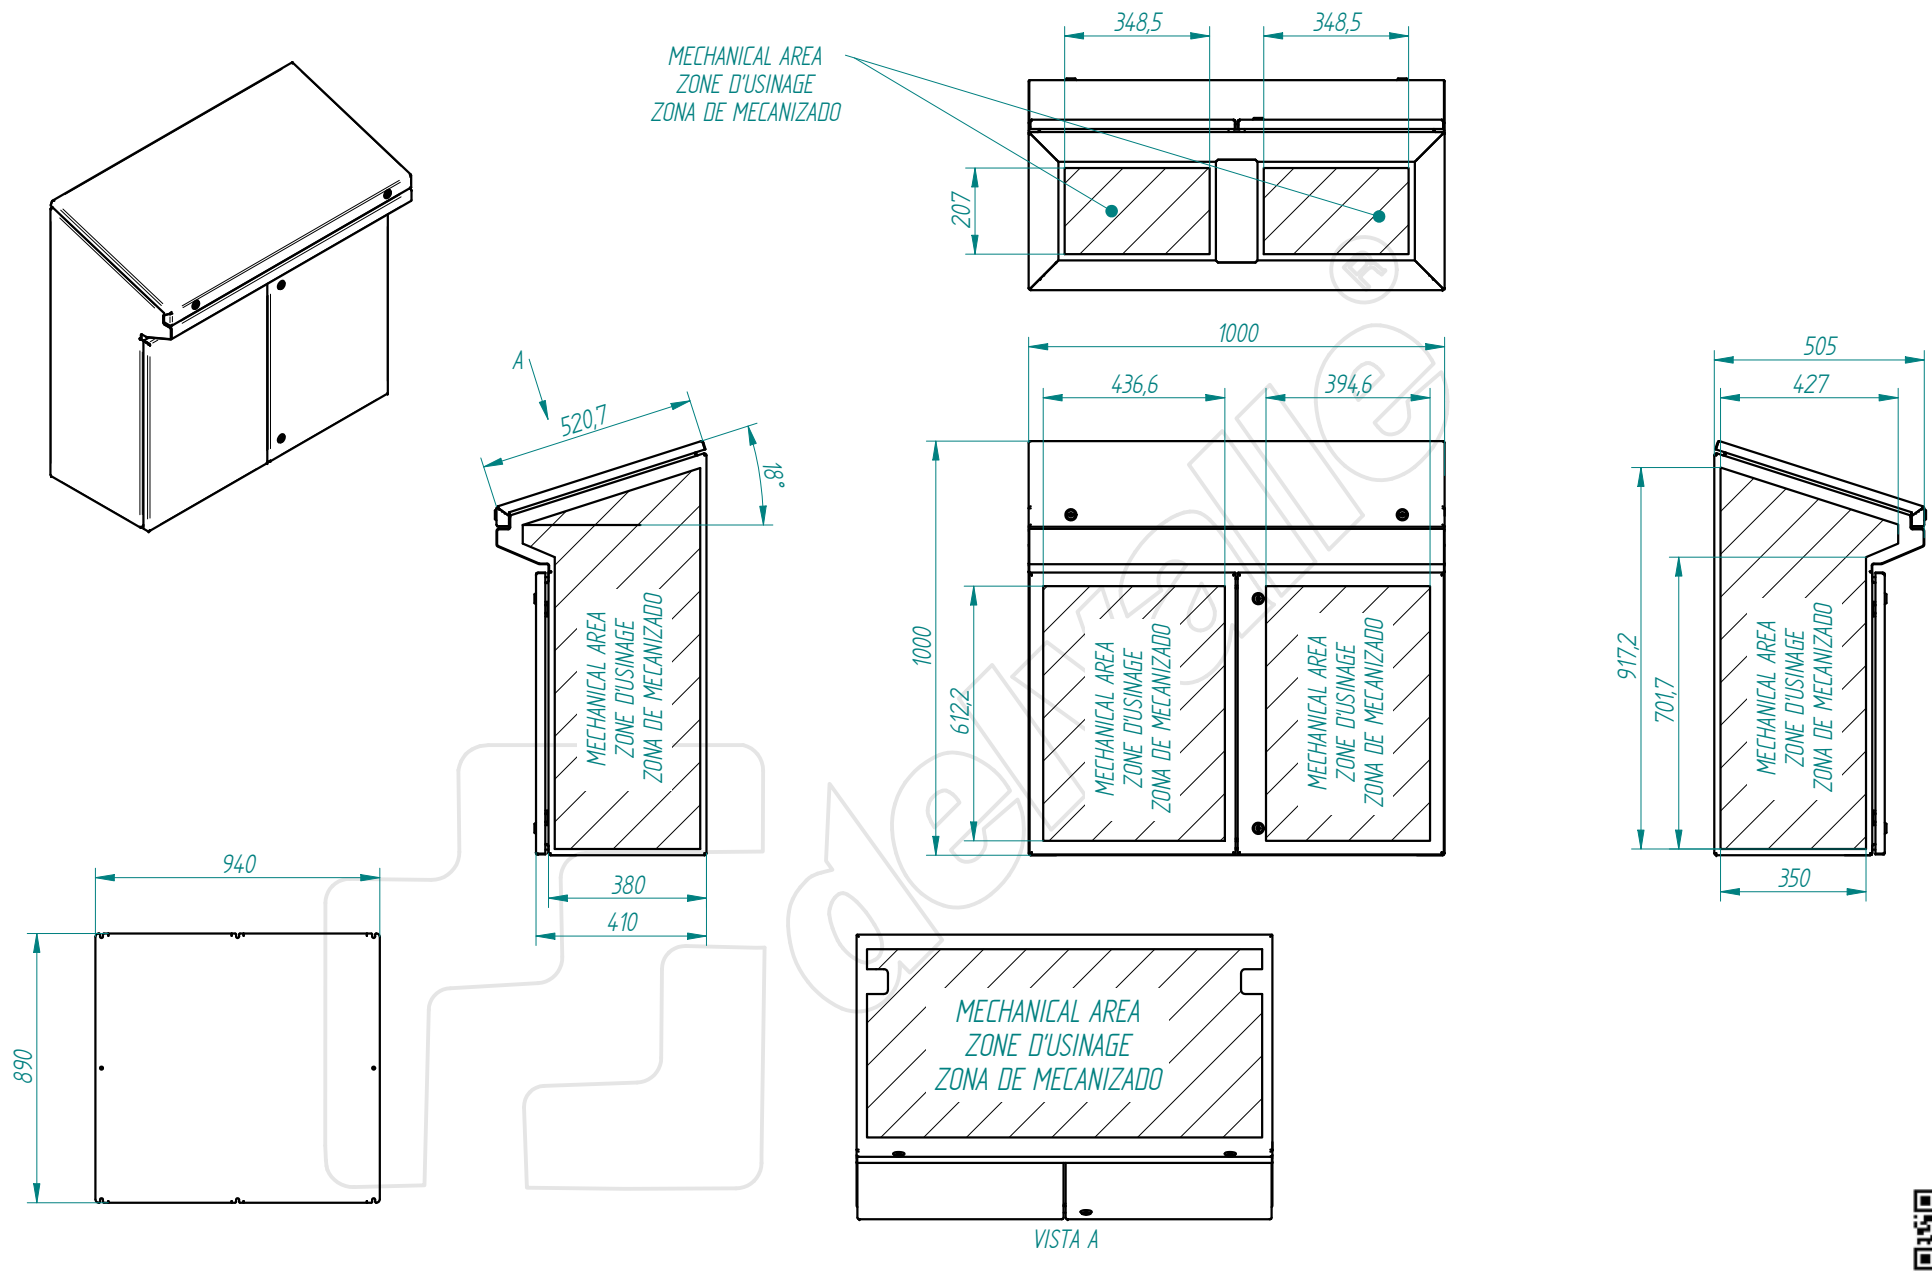 348,5
348,5
MECHANICAL AREA
ZONE D'USINAGE
ZONA DE MECANIZADO
207
®
1000
436,6
394,6
505
427
A
520,7
18°
1000
612,2
917,2
701,7
MECHANICAL AREA
ZONE D'USINAGE
ZONA DE MECANIZADO
MECHANICAL AREA
ZONE D'USINAGE
ZONA DE MECANIZADO
MECHANICAL AREA
ZONE D'USINAGE
ZONA DE MECANIZADO
MECHANICAL AREA
ZONE D'USINAGE
ZONA DE MECANIZADO
delvalle
380
410
350
940
890
MECHANICAL AREA
ZONE D'USINAGE
ZONA DE MECANIZADO
VISTA A